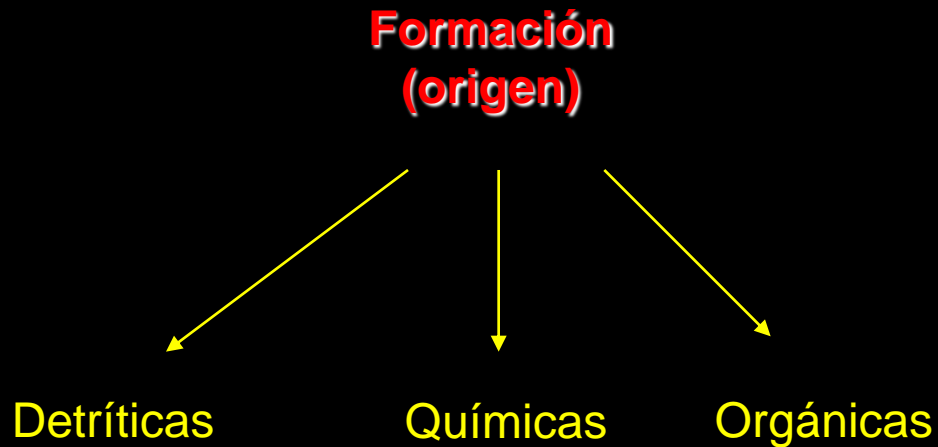 Formación
(origen)
Detríticas
Químicas
Orgánicas